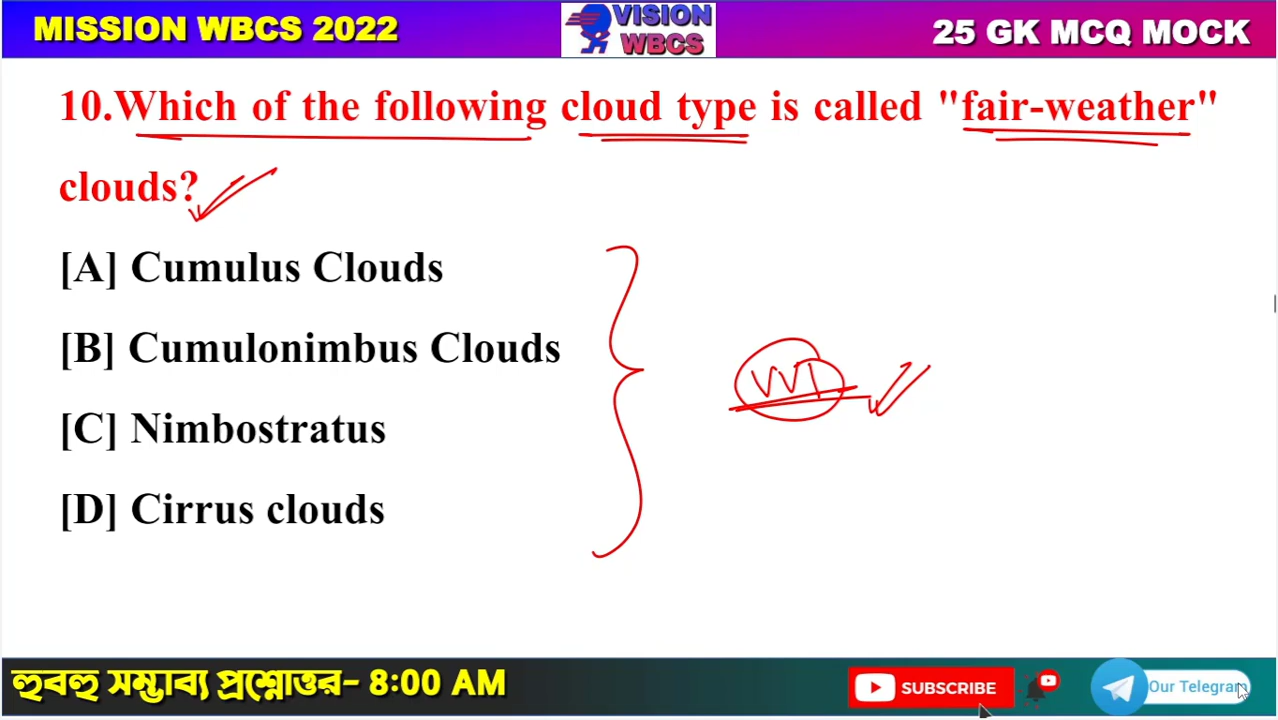 MISSION WBCS 2022
VISION
WBCS
25 GK MCQ MOCK
10.Which of the following cloud type is called "fair-weather"
clouds?
[A] Cumulus Clouds
[B] Cumulonimbus Clouds
[C] Nimbostratus
[D] Cirrus clouds
VVI
হুবহু সম্ভাব্য প্রশ্নোত্তর- 8:00 AM
SUBSCRIBE
Our Telegram